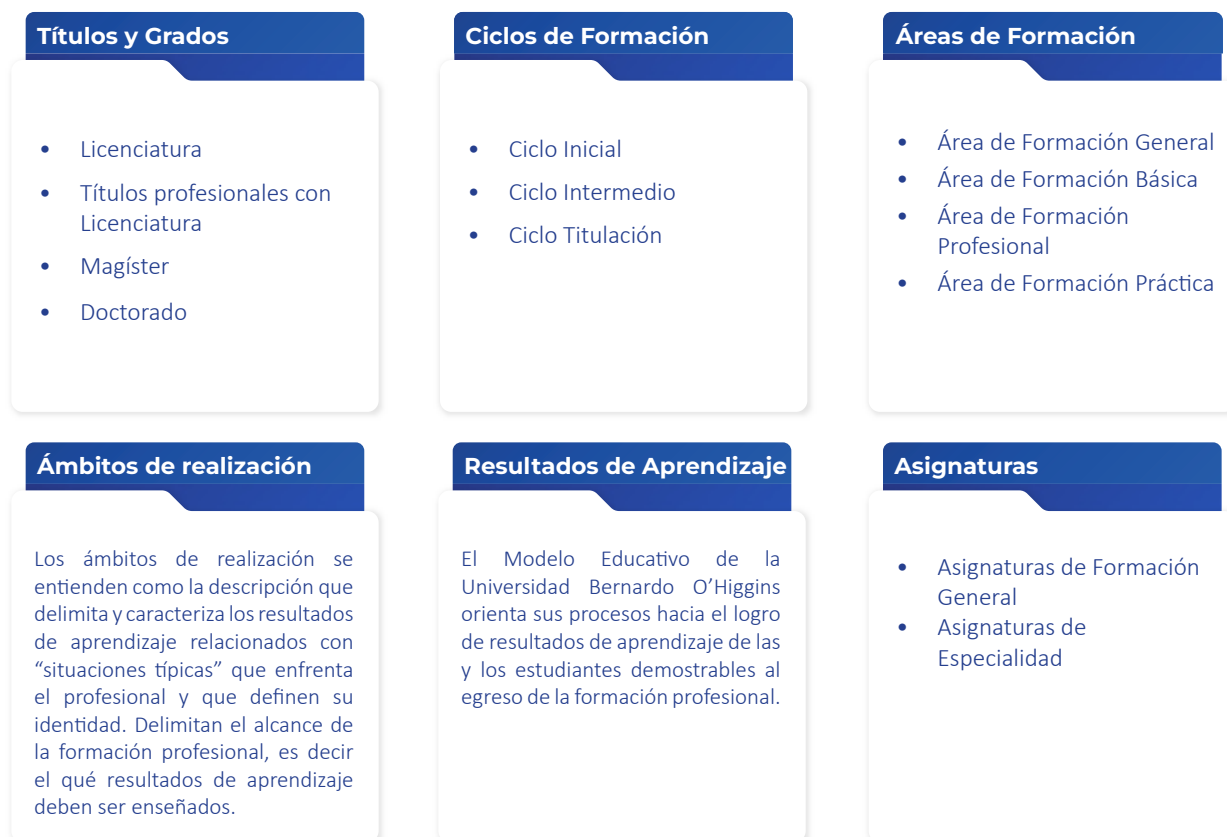 Títulos y Grados
• Licenciatura
• Títulos profesionales con
Licenciatura
• Magíster
• Doctorado
Ciclos de Formación
• Ciclo Inicial
• Ciclo Intermedio
• Ciclo Titulación
Áreas de Formación
• Área de Formación General
• Área de Formación Básica
• Área de Formación
Profesional
• Área de Formación Práctica
Ámbitos de realización
Los ámbitos de realización se
entienden como la descripción que
delimita y caracteriza los resultados
de aprendizaje relacionados con
“situaciones típicas” que enfrenta
el profesional y que definen su
identidad. Delimitan el alcance de
la formación profesional, es decir
el qué resultados de aprendizaje
deben ser enseñados.
Resultados de Aprendizaje
El Modelo Educativo de la
Universidad Bernardo O’Higgins
orienta sus procesos hacia el logro
de resultados de aprendizaje de las
y los estudiantes demostrables al
egreso de la formación profesional.
Asignaturas
• Asignaturas de Formación
General
• Asignaturas de
Especialidad